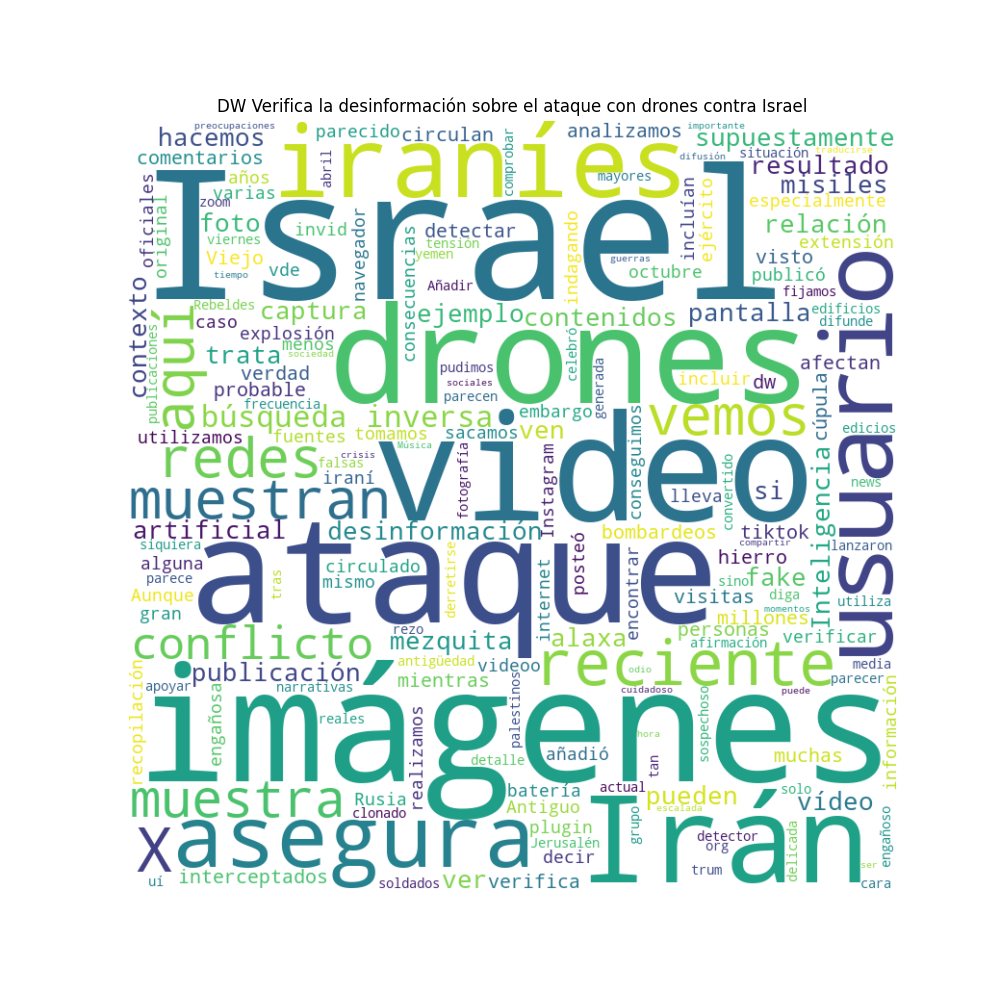 DW Verifica la desinformación sobre el ataque con drones contra Israel
preocupaciones
hacemos
parecido
circulan
analizamos
importante
supuestamente
comentarios
iraníes
difusión
situación
traducirse
resultado
años
abril
comprobar
mayores
misiles
varias
zoom
Israel
especialmente
oficiales
original
foto
invid
navegador
detectar
indagando
incluían
ejército
relación
viernes
Viejo
tensión
guerras
extensión
vde
consecuencias
yemen
octubre
visto
tiempo
Añadir
publicó
usuario
contexto
aquí
Rebeldes
captura
drones
ejemplo
contenidos
pantalla
fijamos
edificios
caso
difunde
explosión
menos
celebró
publicaciones
trata
sociedad
verdad
pudimos
generada
afectan
probable
sociales
incluir
dw
parecen
frecuencia
búsqueda inversa
embargo
vemos
cúpula
utilizamos
fuentes
tomamos
Música
sacamos
ven
conseguimos
edicios
redes
falsas
crisis
video
fotografía
Instagram
convertido
Inteligencia
news
iraní
muestran
lleva
si
artificial
desinformación
bombardeos
tiktok
compartir
lanzaron
siquiera
ataque
posteó
hierro
alguna
circulado
internet
encontrar
parece
mismo
tras
derretirse
sino
fake
Aunque
visitas
diga
utiliza
gran
momentos
millones
rezo
conflicto
mezquita
alaxa
personas
verificar
afirmación
publicación
antigüedad
videoo
reciente
odio
media
recopilación
apoyar
narrativas
mientras
cuidadoso
puede
parecer
imágenes
engañosa
reales
palestinos
sospechoso
información
hora
realizamos
detalle
añadió
tan
muchas
muestra
Rusia
batería
actual
pueden
solo
vídeo
clonado
Antiguo
escalada
x
asegura
plugin
grupo
Irán
detector
delicada
engañoso
Jerusalén
org
decir
trum
ser
uí
interceptados
soldados
ver
verifica
cara